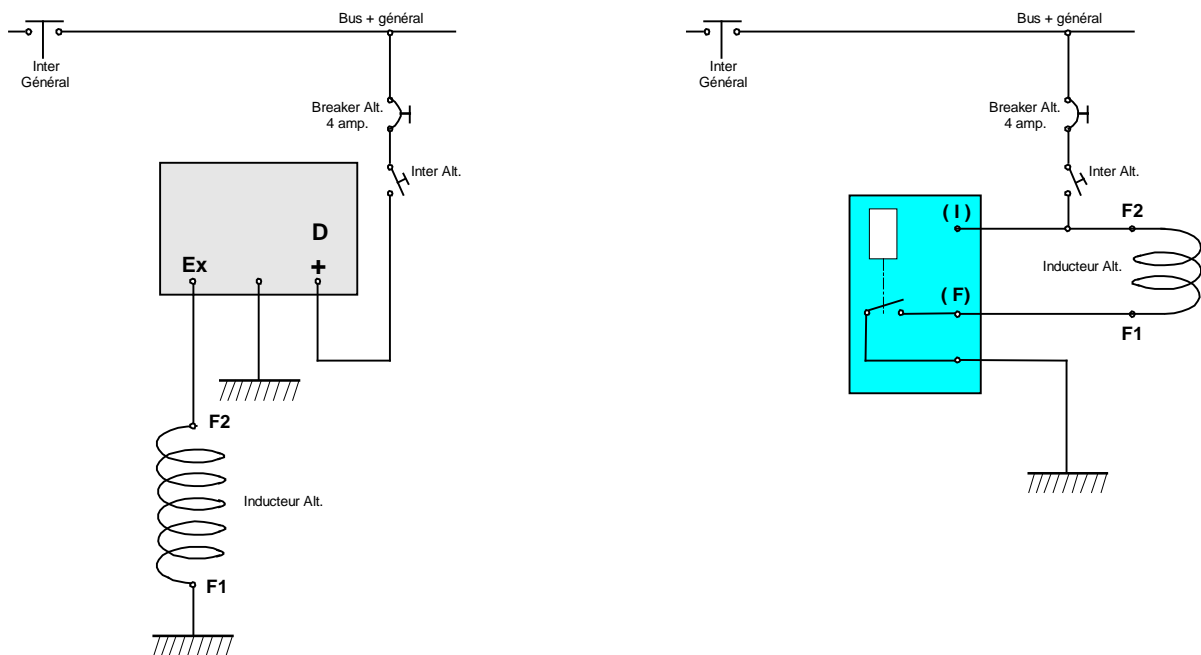 Bus + général
Inter
Général
Breaker Alt.
4 amp.
Inter Alt.
D
+
Ex
F2
Inducteur Alt.
F1
Bus + général
Inter
Général
Breaker Alt.
4 amp.
Inter Alt.
( I )
F2
Inducteur Alt.
( F)
F1